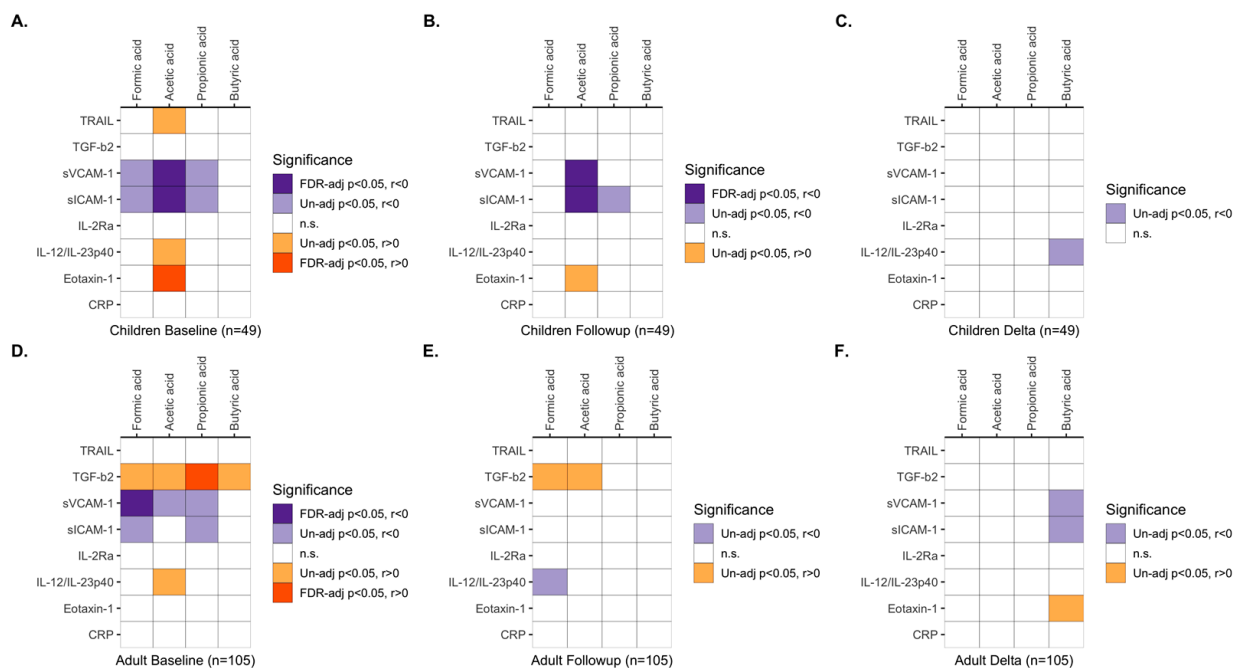 A.
Formic acid
Acetic acid
Propionic acid
Butyric acid
TRAIL
TGF-b2
sVCAM-1
sICAM-1
IL-2Ra
IL-12/IL-23p40
Eotaxin-1
CRP
Children Baseline (n=49)
Significance
FDR-adj p<0.05, r<0
Un-adj p<0.05, r<0
n.s.
Un-adj p<0.05, r>0
FDR-adj p<0.05, r>0
B.
Formic acid
Acetic acid
Propionic acid
Butyric acid
TRAIL
TGF-b2
sVCAM-1
sICAM-1
IL-2Ra
IL-12/IL-23p40
Eotaxin-1
CRP
Children Followup (n=49)
Significance
FDR-adj p<0.05, r<0
Un-adj p<0.05, r<0
n.s.
Un-adj p<0.05, r>0
C.
Formic acid
Acetic acid
Propionic acid
Butyric acid
TRAIL
TGF-b2
sVCAM-1
sICAM-1
IL-2Ra
IL-12/IL-23p40
Eotaxin-1
CRP
Children Delta (n=49)
Significance
Un-adj p<0.05, r<0
n.s.
D.
Formic acid
Acetic acid
Propionic acid
Butyric acid
TRAIL
TGF-b2
sVCAM-1
sICAM-1
IL-2Ra
IL-12/IL-23p40
Eotaxin-1
CRP
Adult Baseline (n=105)
Significance
FDR-adj p<0.05, r<0
Un-adj p<0.05, r<0
n.s.
Un-adj p<0.05, r>0
FDR-adj p<0.05, r>0
E.
Formic acid
Acetic acid
Propionic acid
Butyric acid
TRAIL
TGF-b2
sVCAM-1
sICAM-1
IL-2Ra
IL-12/IL-23p40
Eotaxin-1
CRP
Adult Followup (n=105)
Significance
Un-adj p<0.05, r<0
n.s.
Un-adj p<0.05, r>0
F.
Formic acid
Acetic acid
Propionic acid
Butyric acid
TRAIL
TGF-b2
sVCAM-1
sICAM-1
IL-2Ra
IL-12/IL-23p40
Eotaxin-1
CRP
Adult Delta (n=105)
Significance
Un-adj p<0.05, r<0
n.s.
Un-adj p<0.05, r>0